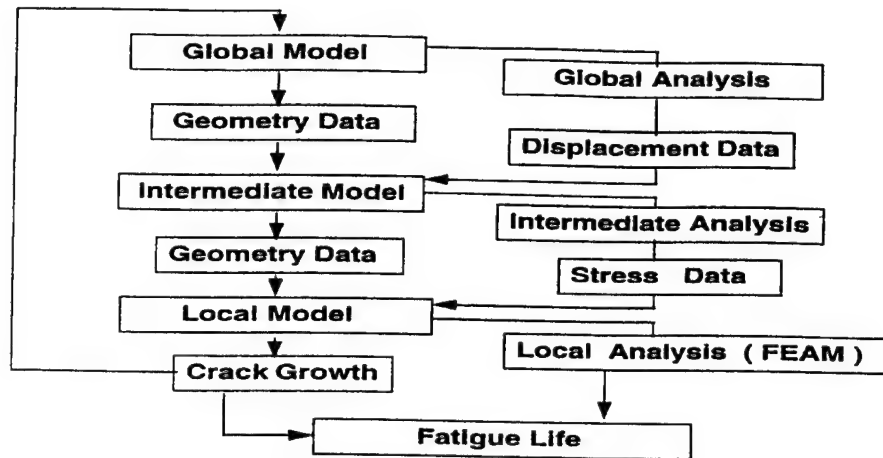 Global Model
Global Analysis
Geometry Data
Displacement Data
Intermediate Model
Intermediate Analysis
Geometry Data
Stress Data
Local Model
Local Analysis ( FEAM )
Crack Growth
Fatigue Life